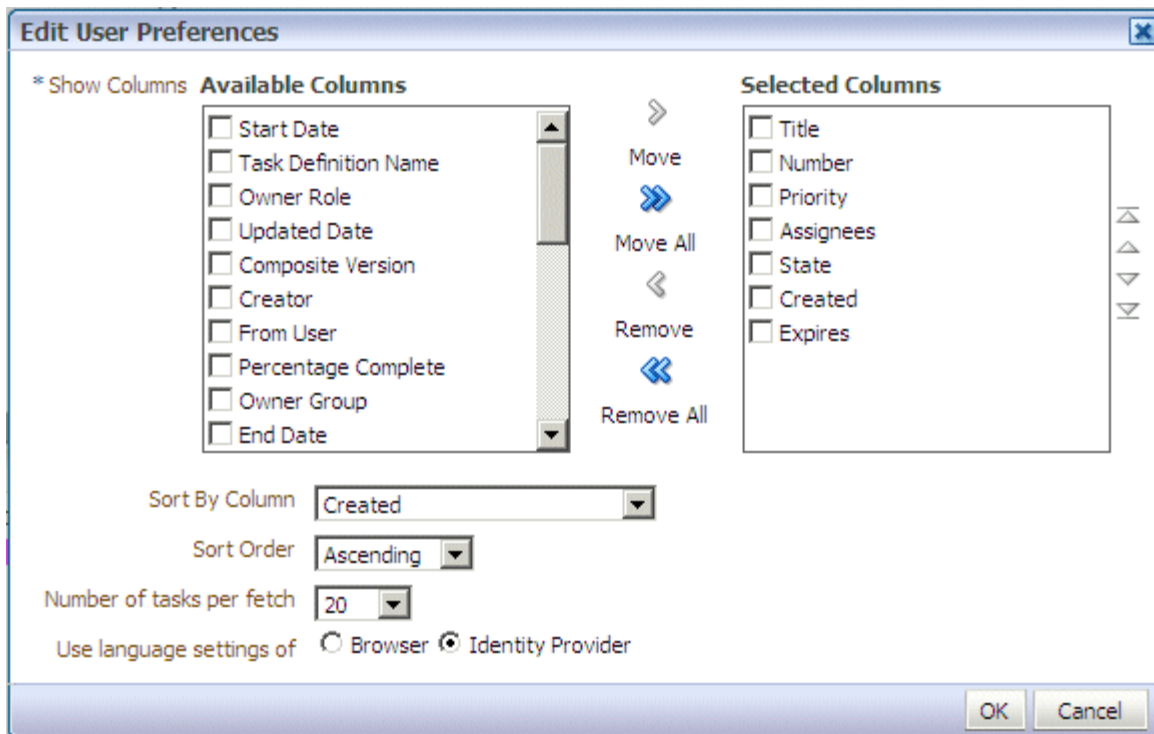 Edit User Preferences
* Show Columns Available Columns
Start Date
Task Definition Name
Owner Role
Updated Date
Composite Version
Creator
From User
Percentage Complete
Owner Group
End Date
Move
Move All
Remove
Remove All
Selected Columns
Title
Number
Priority
Assignees
State
Created
Expires
Sort By Column Created
Sort Order Ascending
Number of tasks per fetch 20
Use language settings of Browser Identity Provider
OK Cancel